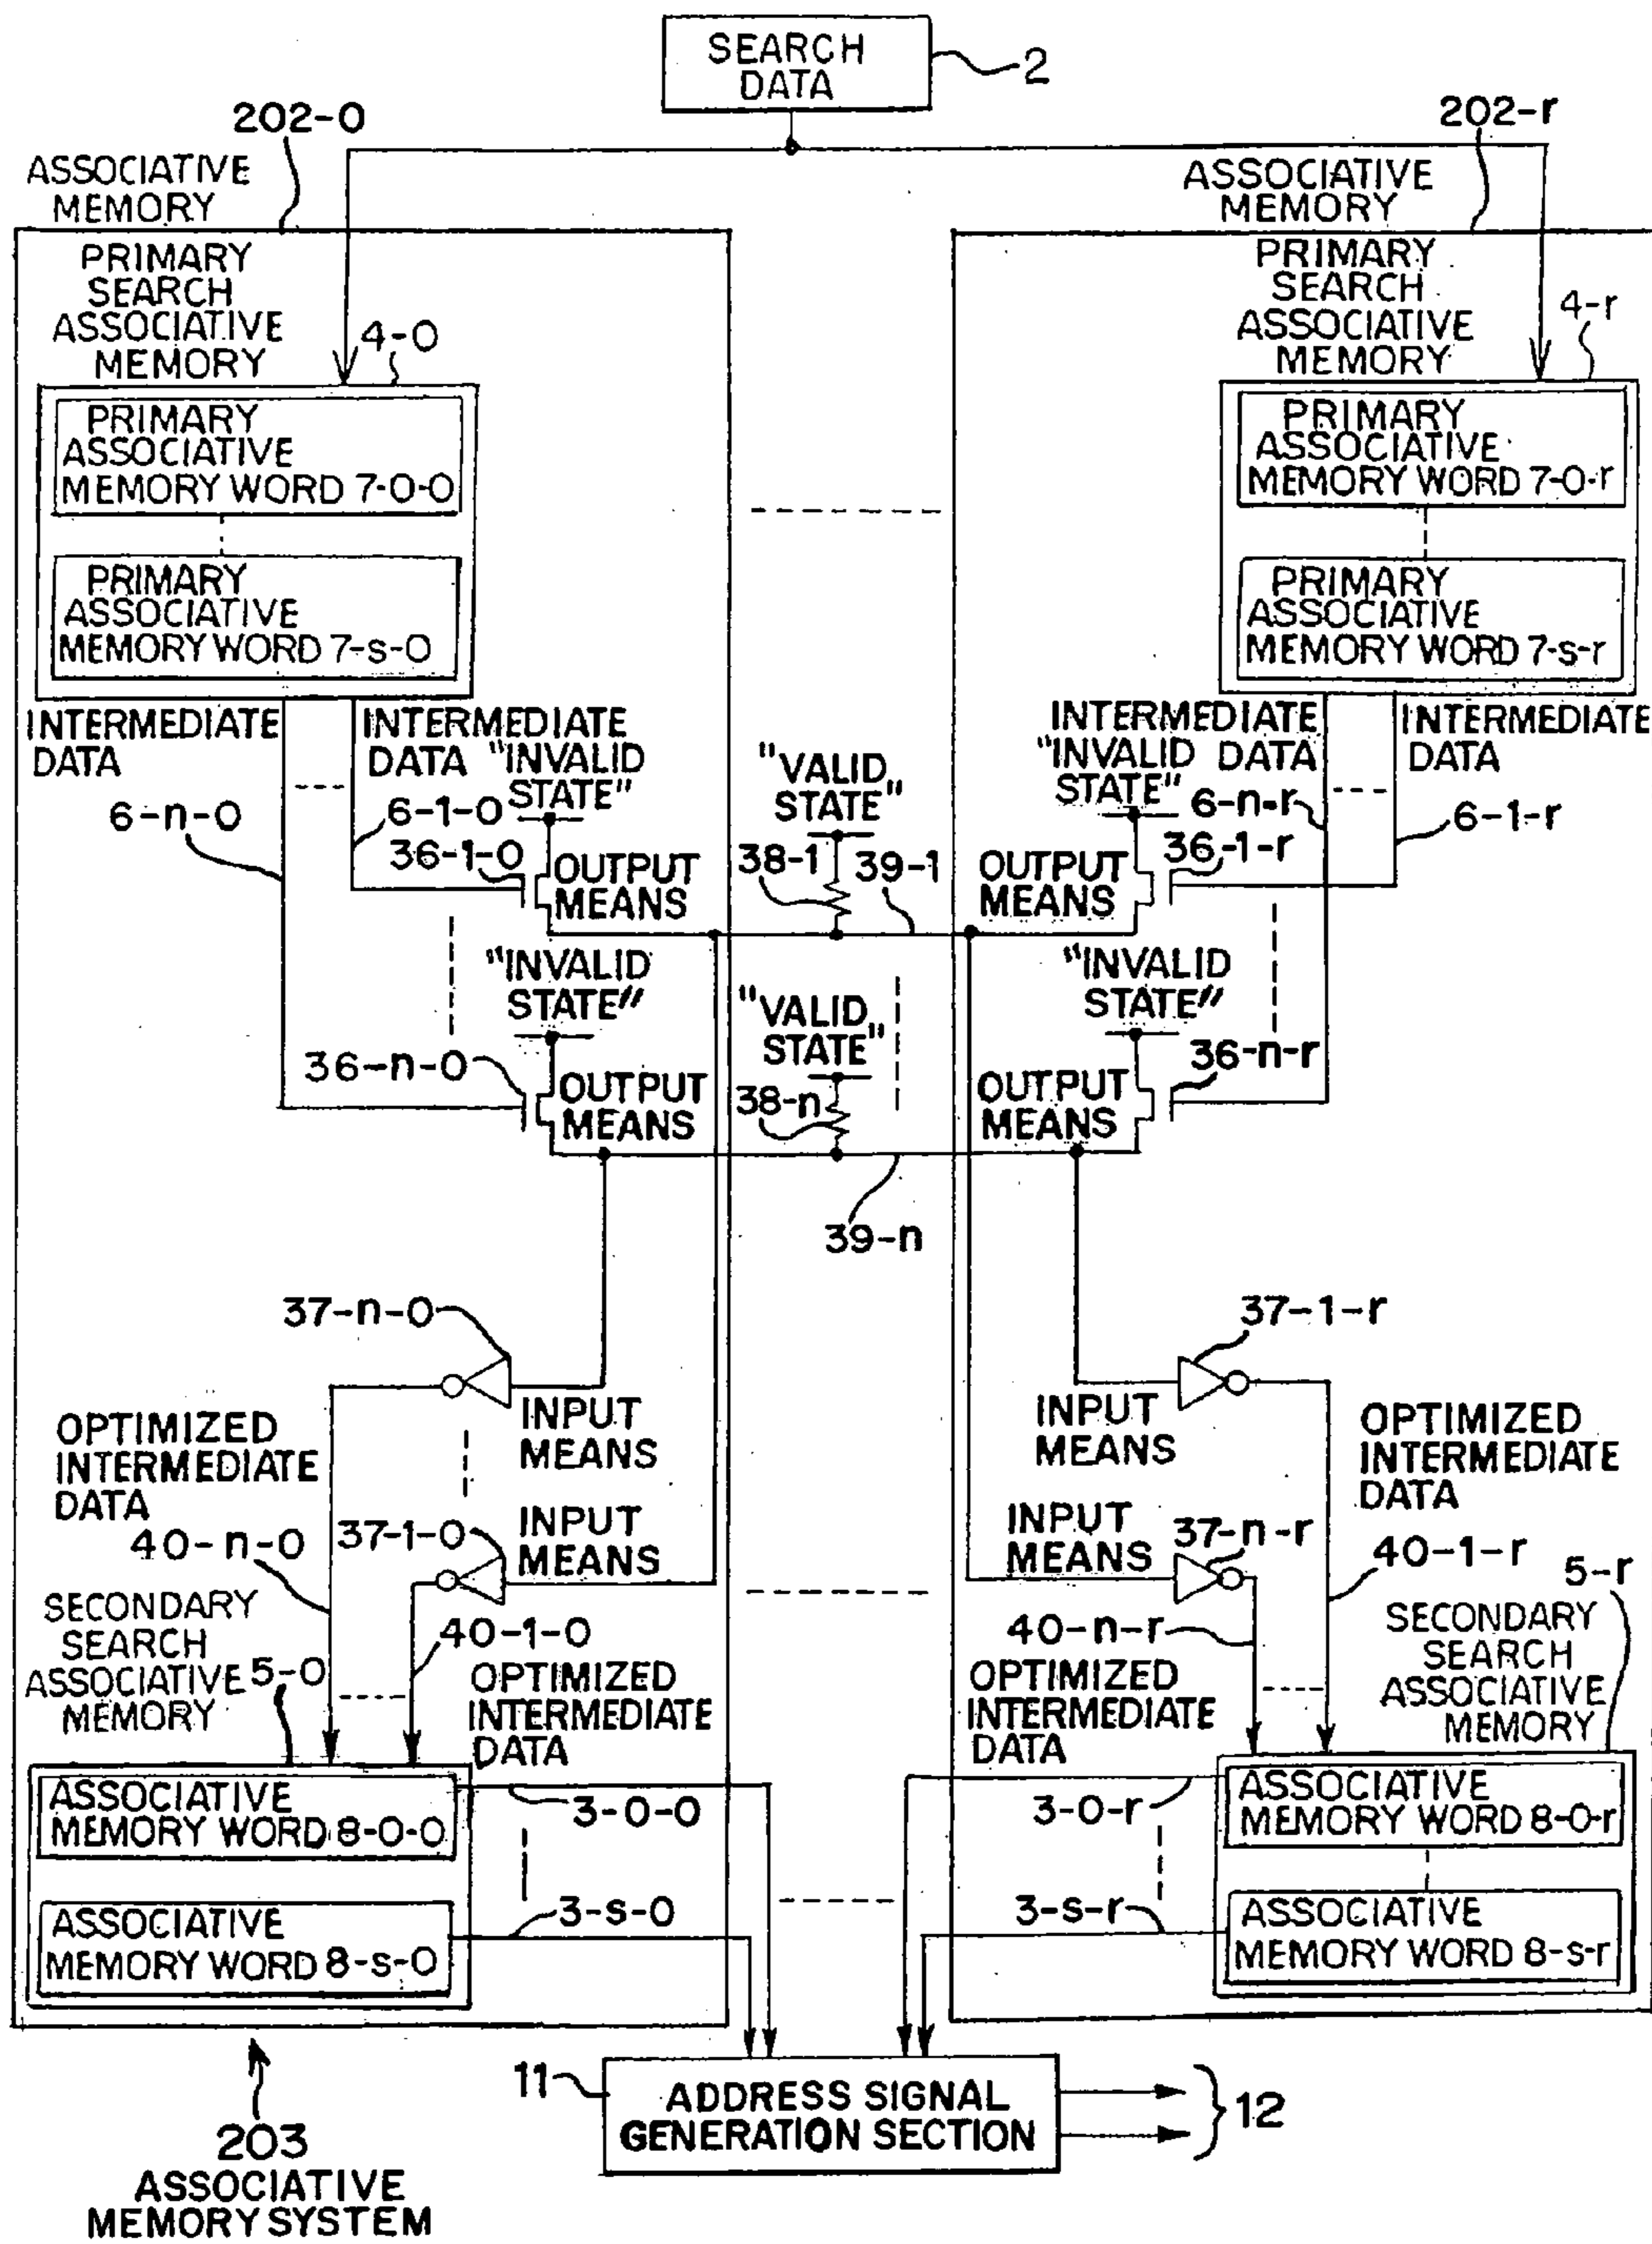 SEARCH
DATA
2
202-0
202-r
ASSOCIATIVE
MEMORY
ASSOCIATIVE
MEMORY
PRIMARY
SEARCH
ASSOCIATIVE
MEMORY
4-0
PRIMARY
SEARCH
ASSOCIATIVE
MEMORY
4-r
PRIMARY
ASSOCIATIVE
MEMORY WORD 7-0-0
PRIMARY
ASSOCIATIVE
MEMORY WORD 7-s-0
PRIMARY
ASSOCIATIVE
MEMORY WORD 7-0-r
PRIMARY
ASSOCIATIVE
MEMORY WORD 7-s-r
INTERMEDIATE
DATA
INTERMEDIATE
DATA
"INVALID
STATE"
6-n-0
6-1-0
36-1-0
OUTPUT
MEANS
"VALID
STATE"
38-1
39-1
INTERMEDIATE
DATA
"INVALID
STATE"
INTERMEDIATE
DATA
6-n-r
6-1-r
36-1-r
OUTPUT
MEANS
"INVALID
STATE"
36-n-0
OUTPUT
MEANS
"VALID
STATE"
38-n
39-n
"INVALID
STATE"
36-n-r
OUTPUT
MEANS
37-n-0
INPUT
MEANS
OPTIMIZED
INTERMEDIATE
DATA
40-n-0
37-1-0
INPUT
MEANS
37-1-r
INPUT
MEANS
OPTIMIZED
INTERMEDIATE
DATA
INPUT
MEANS
37-n-r
40-1-r
5-r
SECONDARY
SEARCH
ASSOCIATIVE
MEMORY
5-0
40-1-0
OPTIMIZED
INTERMEDIATE
DATA
40-n-r
OPTIMIZED
INTERMEDIATE
DATA
SECONDARY
SEARCH
ASSOCIATIVE
MEMORY
ASSOCIATIVE
MEMORY WORD 8-0-0
3-0-0
ASSOCIATIVE
MEMORY WORD 8-s-0
3-s-0
3-0-r
ASSOCIATIVE
MEMORY WORD 8-0-r
3-s-r
ASSOCIATIVE
MEMORY WORD 8-s-r
11
ADDRESS SIGNAL
GENERATION SECTION
12
203
ASSOCIATIVE
MEMORY SYSTEM